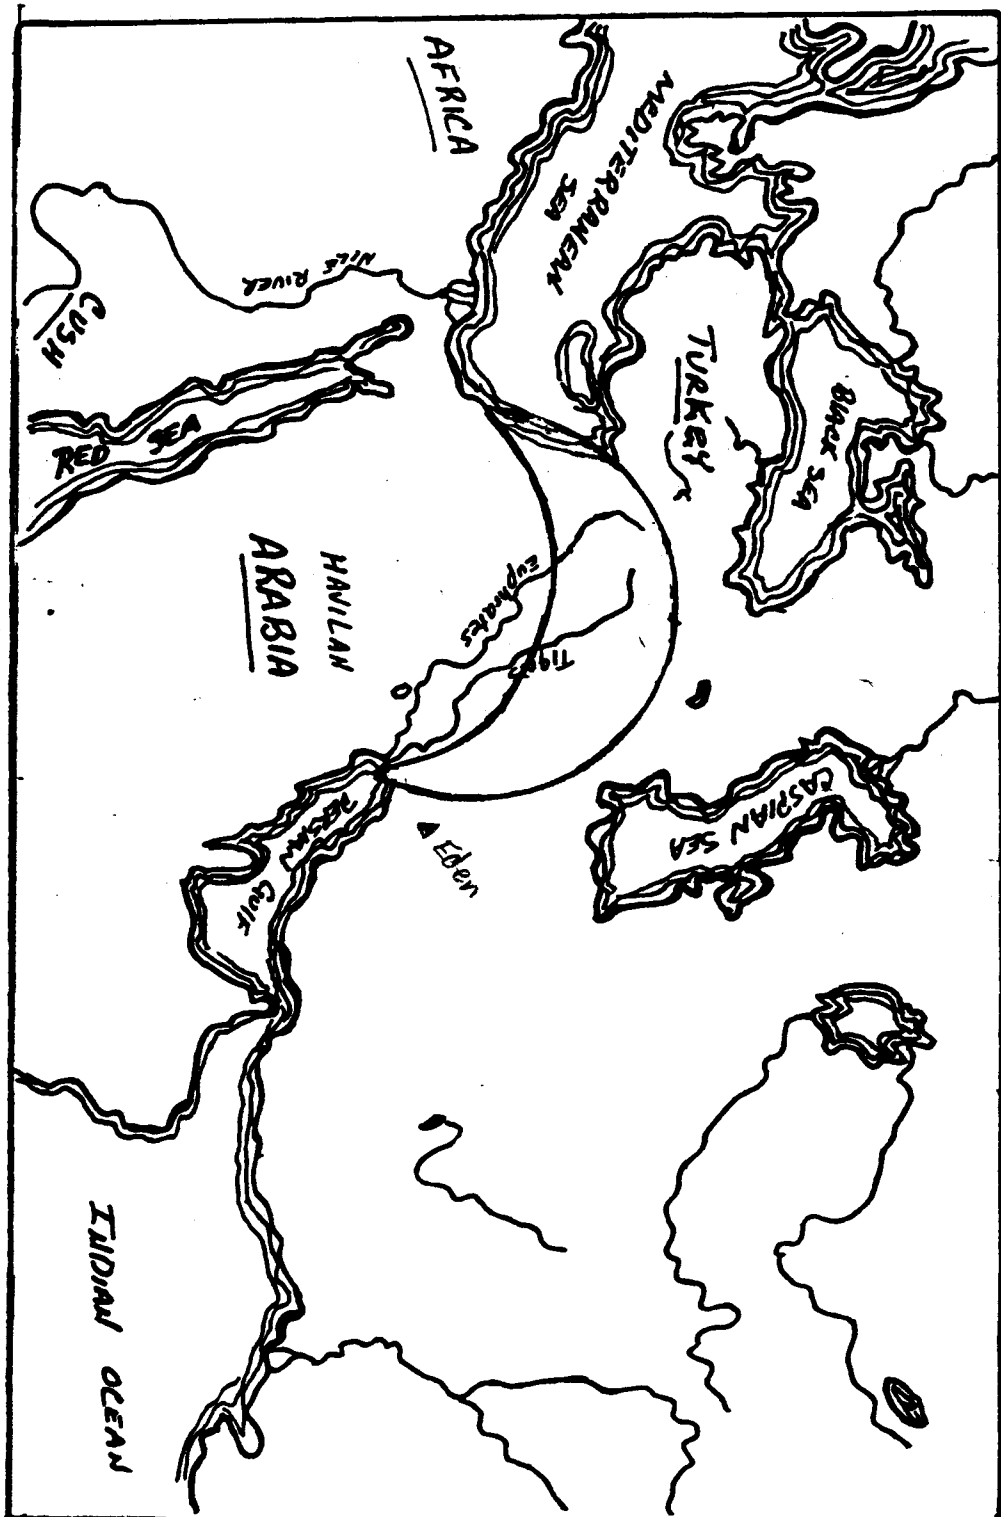 AFRICA
MEDITERRANEAN
SEA
NILE
RIVER
CUSH
TURKEY
BLACK SEA
RED SEA
HAVILAH
ARABIA
Euphrates
Tigris
CASPIAN
SEA
PERSIAN
GULF
Eden
INDIAN OCEAN